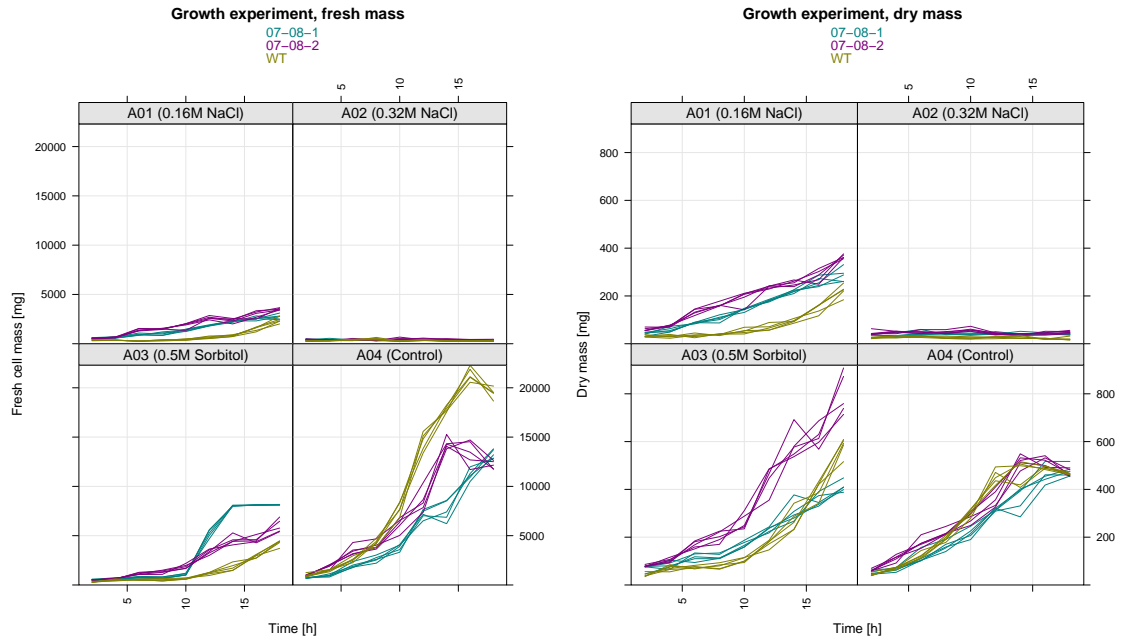 Growth experiment, fresh mass
07−08−1
07−08−2
WT
5
10
15
A01 (0.16M NaCl)
A02 (0.32M NaCl)
20000
15000
10000
5000
A03 (0.5M Sorbitol)
A04 (Control)
20000
15000
10000
5000
5
10
15
Fresh cell mass [mg]
Time [h]
Growth experiment, dry mass
07−08−1
07−08−2
WT
5
10
15
A01 (0.16M NaCl)
A02 (0.32M NaCl)
800
600
400
200
A03 (0.5M Sorbitol)
A04 (Control)
800
600
400
200
5
10
15
Dry mass [mg]
Time [h]